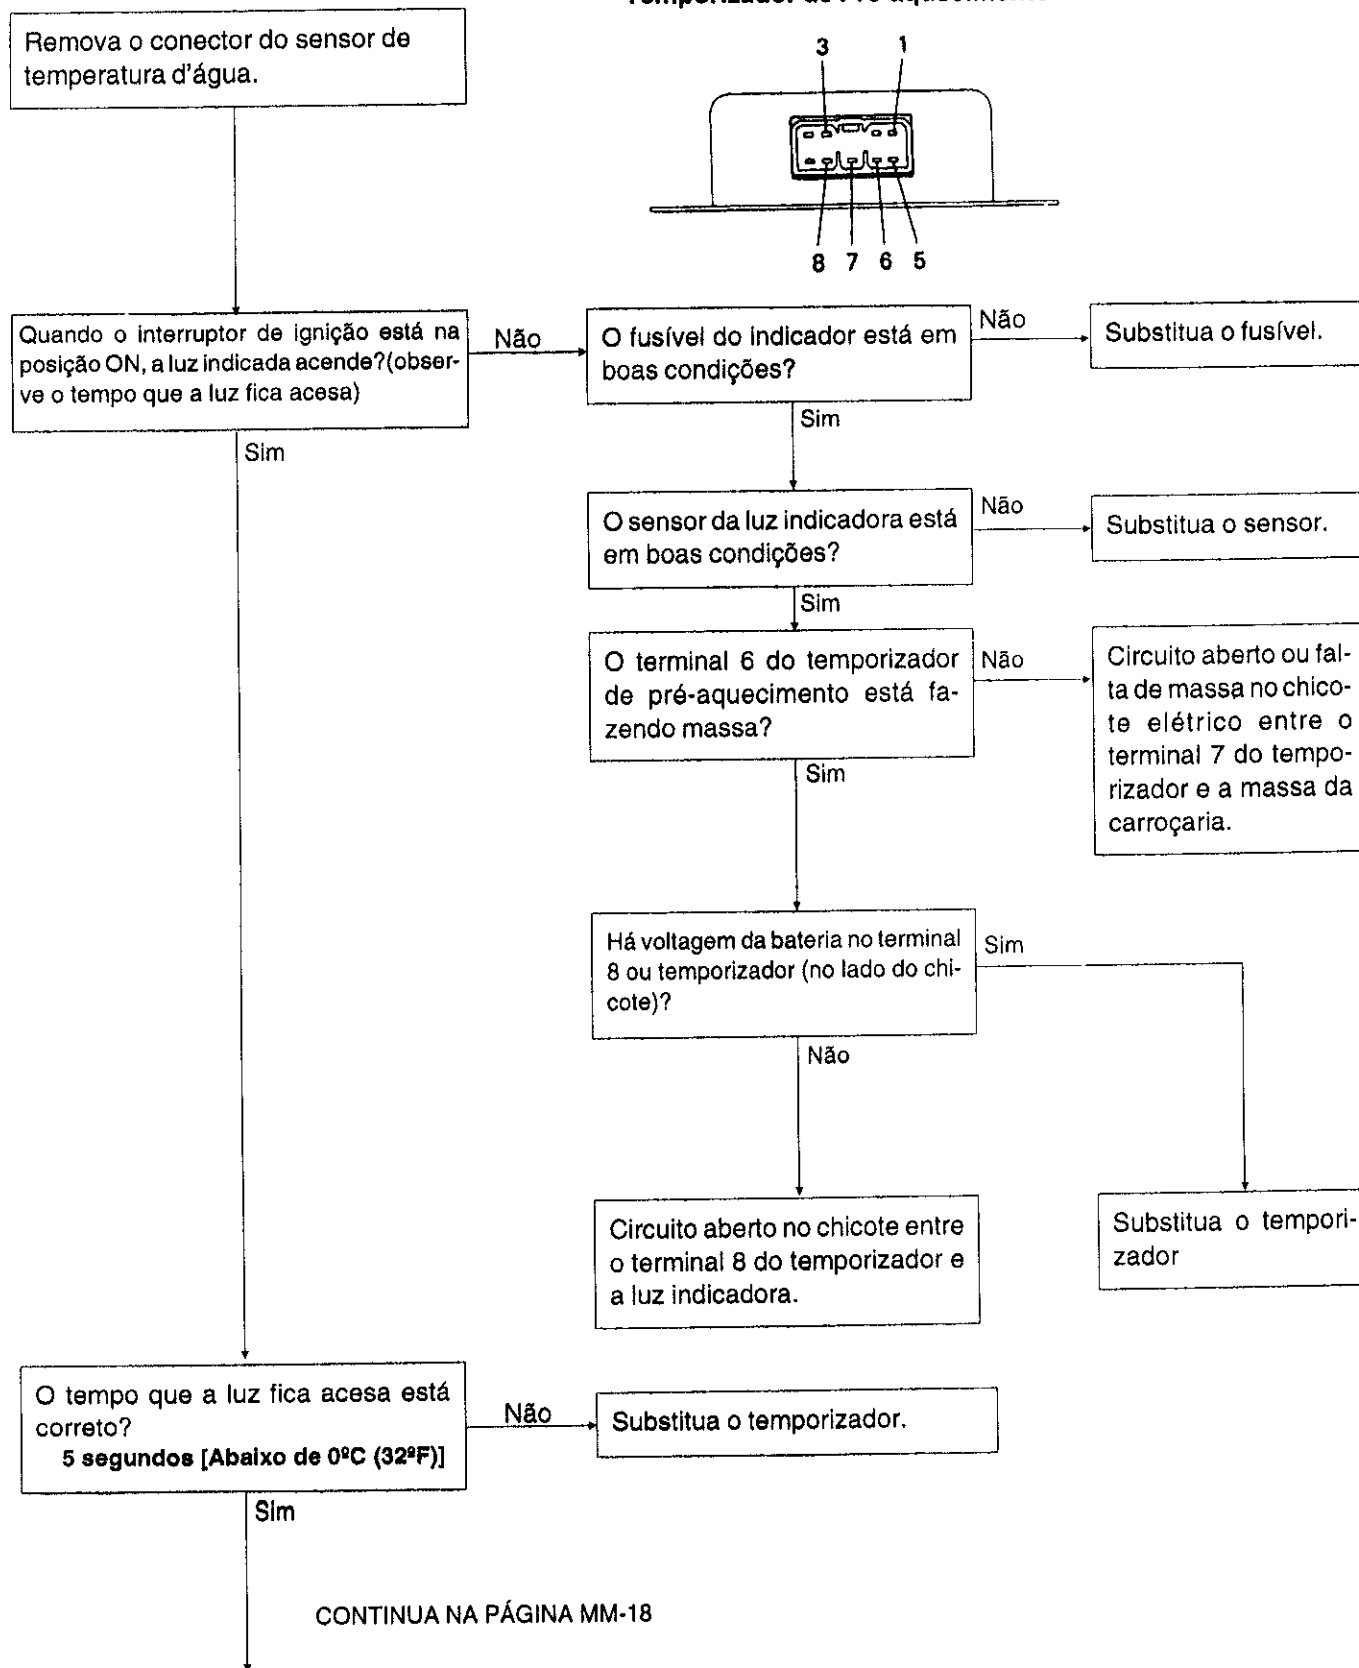 Remova o conector do sensor de
temperatura d'água.
3 1
8 7 6 5
Quando o interruptor de ignição está na
posição ON, a luz indicada acende?(obser-
ve o tempo que a luz fica acesa)
Não
O fusível do indicador está em
boas condições?
Não
Substitua o fusível.
Sim
Sim
O sensor da luz indicadora está
em boas condições?
Não
Substitua o sensor.
Sim
O terminal 6 do temporizador
de pré-aquecimento está fa-
zendo massa?
Não
Circuito aberto ou fal-
ta de massa no chico-
te elétrico entre o
terminal 7 do tempo-
rizador e a massa da
carroçaria.
Sim
Há voltagem da bateria no terminal
8 ou temporizador (no lado do chi-
cote)?
Sim
Não
Circuito aberto no chicote entre
o terminal 8 do temporizador e
a luz indicadora.
Substitua o tempori-
zador
O tempo que a luz fica acesa está
correto?
5 segundos [Abaixo de 0ºC (32ºF)]
Não
Substitua o temporizador.
Sim
CONTINUA NA PÁGINA MM-18